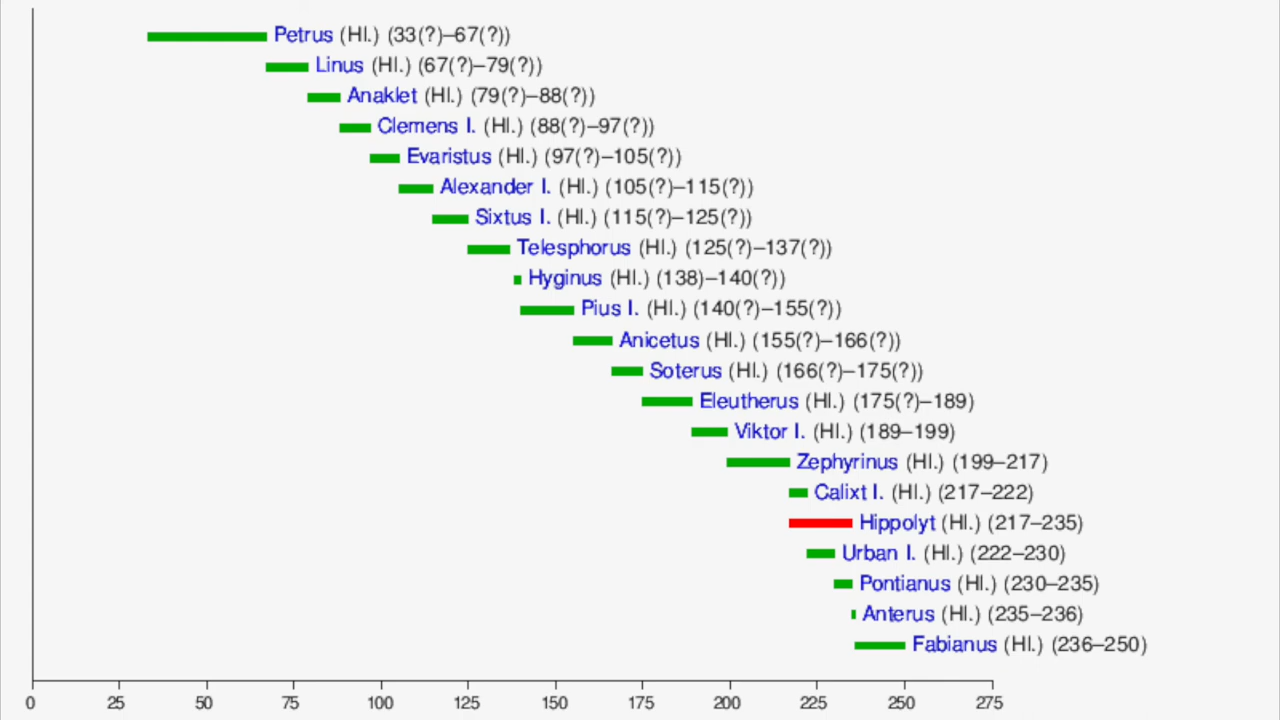 Petrus (Hl.) (33(?)–67(?))
Linus (Hl.) (67(?)–79(?))
Anaklet (Hl.) (79(?)–88(?))
Clemens I. (Hl.) (88(?)–97(?))
Evaristus (Hl.) (97(?)–105(?))
Alexander I. (Hl.) (105(?)–115(?))
Sixtus I. (Hl.) (115(?)–125(?))
Telesphorus (Hl.) (125(?)–137(?))
Hyginus (Hl.) (138)–140(?))
Pius I. (Hl.) (140(?)–155(?))
Anicetus (Hl.) (155(?)–166(?))
Soterus (Hl.) (166(?)–175(?))
Eleutherus (Hl.) (175(?)–189)
Viktor I. (Hl.) (189–199)
Zephyrinus (Hl.) (199–217)
Calixt I. (Hl.) (217–222)
Hippolyt (Hl.) (217–235)
Urban I. (Hl.) (222–230)
Pontianus (Hl.) (230–235)
Anterus (Hl.) (235–236)
Fabianus (Hl.) (236–250)
0 25 50 75 100 125 150 175 200 225 250 275